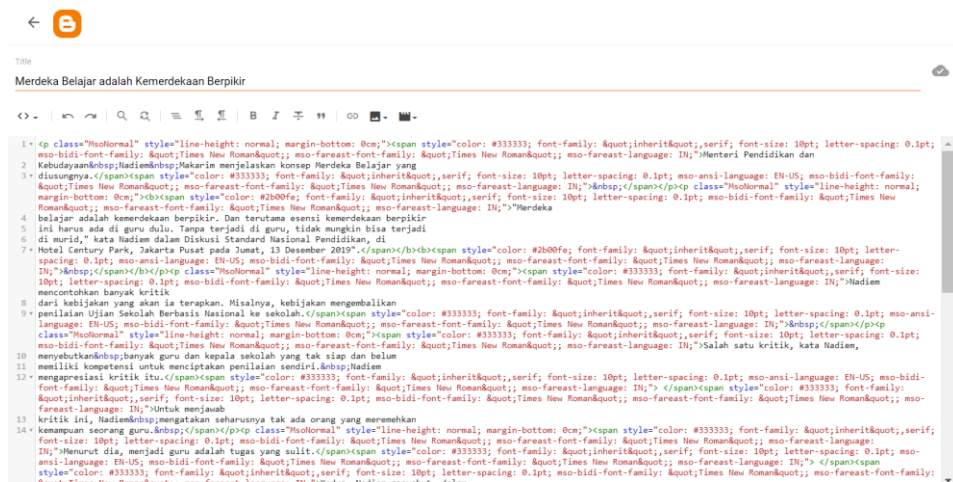 Title
Merdeka Belajar adalah Kemerdekaan Berpikir
1 <p class="MsoNormal" style="line-height: normal; margin-bottom: 0cm;"><span style="color: #333333; font-family: &quot;inherit&quot;,serif; font-size: 10pt; letter-spacing: 0.1pt;
mso-bidi-font-family: &quot;Times New Roman&quot;; mso-fareast-font-family: &quot;Times New Roman&quot;; mso-fareast-language: IN;">Menteri Pendidikan dan
2 Kebudayaan&nbsp;Nadiem&nbsp;Makarim menjelaskan konsep Merdeka Belajar yang
3 diusungnya.</span><span style="color: #333333; font-family: &quot;inherit&quot;,serif; font-size: 10pt; letter-spacing: 0.1pt; mso-ansi-language: EN-US; mso-bidi-font-family:
&quot;Times New Roman&quot;; mso-fareast-font-family: &quot;Times New Roman&quot;; mso-fareast-language: IN;">&nbsp;</span></p><p class="MsoNormal" style="line-height: normal;
margin-bottom: 0cm;"><b><span style="color: #2b00fe; font-family: &quot;inherit&quot;,serif; font-size: 10pt; letter-spacing: 0.1pt; mso-bidi-font-family: &quot;Times New
Roman&quot;; mso-fareast-font-family: &quot;Times New Roman&quot;; mso-fareast-language: IN;">"Merdeka
4 belajar adalah kemerdekaan berpikir. Dan terutama esensi kemerdekaan berpikir
5 ini harus ada di guru dulu. Tanpa terjadi di guru, tidak mungkin bisa terjadi
6 di murid," kata Nadiem dalam Diskusi Standard Nasional Pendidikan, di
7 Hotel Century Park, Jakarta Pusat pada Jumat, 13 Desember 2019".</span></b><b><span style="color: #2b00fe; font-family: &quot;inherit&quot;,serif; font-size: 10pt; letter-
spacing: 0.1pt; mso-ansi-language: EN-US; mso-bidi-font-family: &quot;Times New Roman&quot;; mso-fareast-font-family: &quot;Times New Roman&quot;; mso-fareast-language:
IN;">&nbsp;</span></b></p><p class="MsoNormal" style="line-height: normal; margin-bottom: 0cm;"><span style="color: #333333; font-family: &quot;inherit&quot;,serif; font-size:
10pt; letter-spacing: 0.1pt; mso-bidi-font-family: &quot;Times New Roman&quot;; mso-fareast-font-family: &quot;Times New Roman&quot;; mso-fareast-language: IN;">Nadiem
mencontohkan banyak kritik
8 dari kebijakan yang akan ia terapkan. Misalnya, kebijakan mengembalikan
9 penilaian Ujian Sekolah Berbasis Nasional ke sekolah.</span><span style="color: #333333; font-family: &quot;inherit&quot;,serif; font-size: 10pt; letter-spacing: 0.1pt; mso-ansi-
language: EN-US; mso-bidi-font-family: &quot;Times New Roman&quot;; mso-fareast-font-family: &quot;Times New Roman&quot;; mso-fareast-language: IN;">&nbsp;</span></p><p
class="MsoNormal" style="line-height: normal; margin-bottom: 0cm;"><span style="color: #333333; font-family: &quot;inherit&quot;,serif; font-size: 10pt; letter-spacing: 0.1pt;
mso-bidi-font-family: &quot;Times New Roman&quot;; mso-fareast-font-family: &quot;Times New Roman&quot;; mso-fareast-language: IN;">Salah satu kritik, kata Nadiem,
10 menyebutkan&nbsp;banyak guru dan kepala sekolah yang tak siap dan belum
11 memiliki kompetensi untuk menciptakan penilaian sendiri.&nbsp;Nadiem
12 mengapresiasi kritik itu.</span><span style="color: #333333; font-family: &quot;inherit&quot;,serif; font-size: 10pt; letter-spacing: 0.1pt; mso-ansi-language: EN-US; mso-bidi-
font-family: &quot;Times New Roman&quot;; mso-fareast-font-family: &quot;Times New Roman&quot;; mso-fareast-language: IN;"> </span><span style="color: #333333; font-family:
&quot;inherit&quot;,serif; font-size: 10pt; letter-spacing: 0.1pt; mso-bidi-font-family: &quot;Times New Roman&quot;; mso-fareast-font-family: &quot;Times New Roman&quot;; mso-
fareast-language: IN;">Untuk menjawab
13 kritik ini, Nadiem&nbsp;mengatakan seharusnya tak ada orang yang meremehkan
14 kemampuan seorang guru.&nbsp;</span></p><p class="MsoNormal" style="line-height: normal; margin-bottom: 0cm;"><span style="color: #333333; font-family: &quot;inherit&quot;,serif;
font-size: 10pt; letter-spacing: 0.1pt; mso-bidi-font-family: &quot;Times New Roman&quot;; mso-fareast-font-family: &quot;Times New Roman&quot;; mso-fareast-language:
IN;">Menurut dia, menjadi guru adalah tugas yang sulit.</span><span style="color: #333333; font-family: &quot;inherit&quot;,serif; font-size: 10pt; letter-spacing: 0.1pt; mso-
ansi-language: EN-US; mso-bidi-font-family: &quot;Times New Roman&quot;; mso-fareast-font-family: &quot;Times New Roman&quot;; mso-fareast-language: IN;"> </span><span
style="color: #333333; font-family: &quot;inherit&quot;,serif; font-size: 10pt; letter-spacing: 0.1pt; mso-bidi-font-family: &quot;Times New Roman&quot;; mso-fareast-font-family: